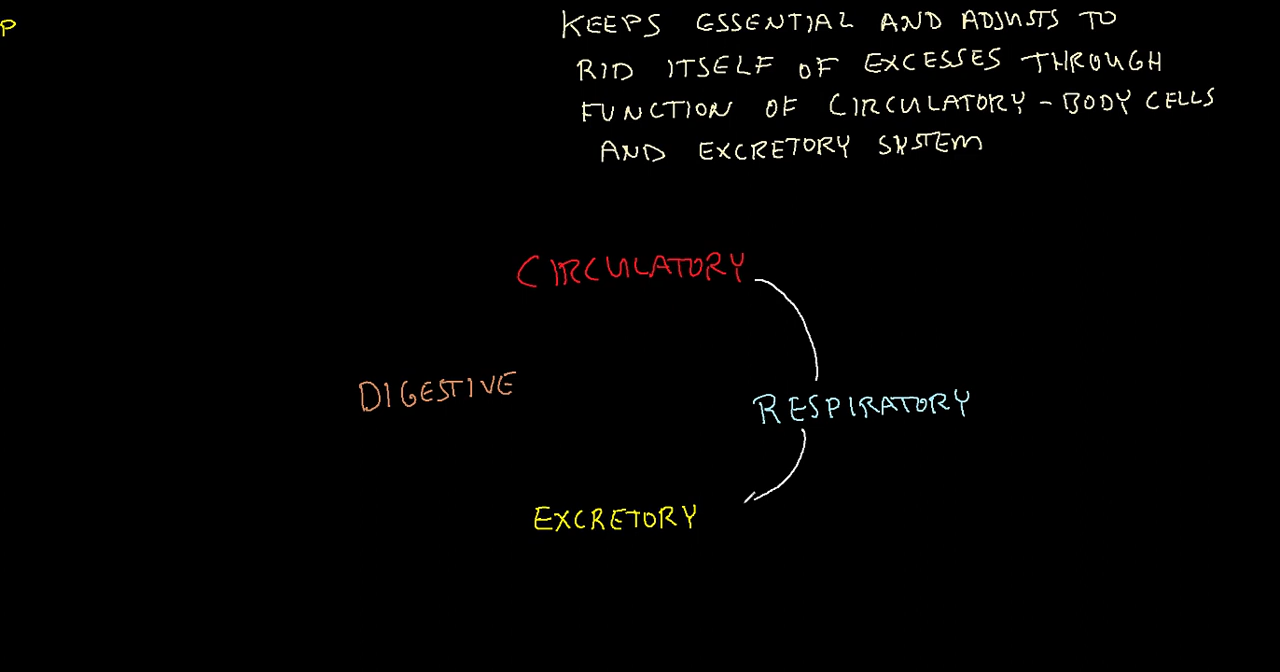 P
KEEPS ESSENTIAL AND ADJUSTS TO
RID ITSELF OF EXCESSES THROUGH
FUNCTION OF CIRCULATORY - BODY CELLS
AND EXCRETORY SYSTEM
CIRCULATORY
DIGESTIVE
RESPIRATORY
EXCRETORY